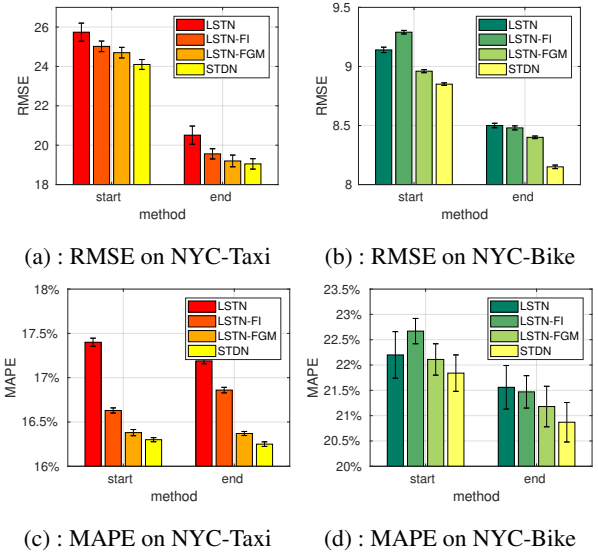 26
24
22
20
18
RMSE
start
end
method
LSTN
LSTN-FI
LSTN-FGM
STDN
(a) : RMSE on NYC-Taxi
9.5
9
8.5
8
RMSE
start
end
method
LSTN
LSTN-FI
LSTN-FGM
STDN
(b) : RMSE on NYC-Bike
18%
17.5%
17%
16.5%
16%
MAPE
start
end
method
LSTN
LSTN-FI
LSTN-FGM
STDN
(c) : MAPE on NYC-Taxi
23.5%
23%
22.5%
22%
21.5%
21%
20.5%
20%
MAPE
start
end
method
LSTN
LSTN-FI
LSTN-FGM
STDN
(d) : MAPE on NYC-Bike